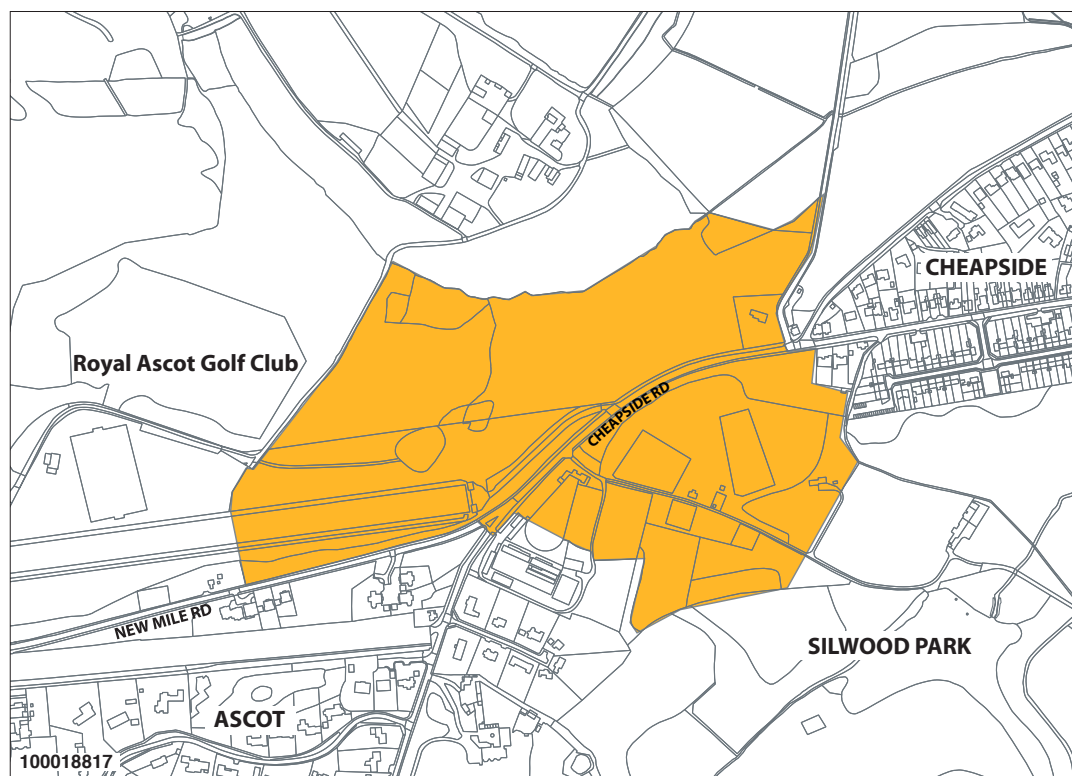 CHEAPSIDE
Royal Ascot Golf Club
CHEAPSIDE RD
NEW MILE RD
SILWOOD PARK
ASCOT
100018817